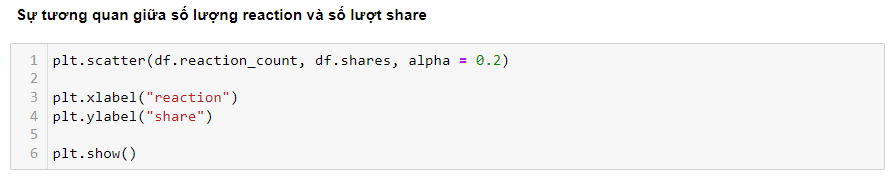 Sự tương quan giữa số lượng reaction và số lượt share
1 plt.scatter(df.reaction_count, df.shares, alpha = 0.2)
2
3 plt.xlabel("reaction")
4 plt.ylabel("share")
5
6 plt.show()